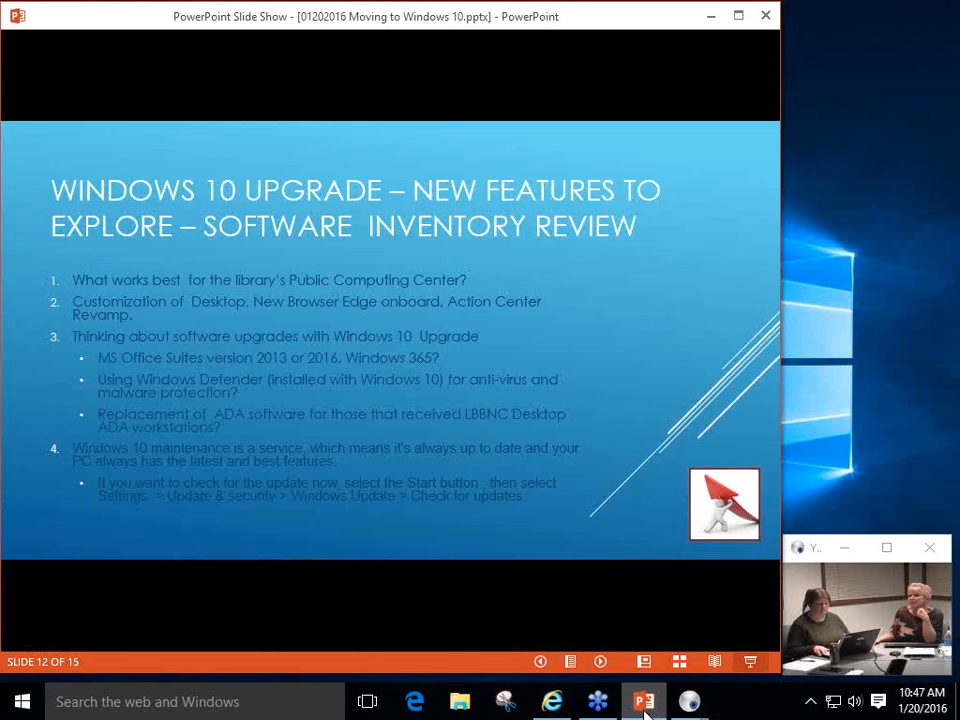 PowerPoint Slide Show - [01202016 Moving to Windows 10.pptx] - PowerPoint
WINDOWS 10 UPGRADE – NEW FEATURES TO
EXPLORE – SOFTWARE INVENTORY REVIEW
1. What works best for the library's Public Computing Center?
2. Customization of Desktop, New Browser Edge onboard, Action Center
Revamp.
3. Thinking about software upgrades with Windows 10 Upgrade
• MS Office Suites version 2013 or 2016, Windows 365?
• Using Windows Defender (installed with Windows 10) for anti-virus and
malware protection?
• Replacement of ADA software for those that received LBBNC Desktop
ADA workstations?
4. Windows 10 maintenance is a service, which means it's always up to date and your
PC always has the latest and best features.
• If you want to check for the update now, select the Start button , then select
Settings. > Update & security > Windows Update > Check for updates.
Y..
SLIDE 12 OF 15
Search the web and Windows
10:47 AM
1/20/2016